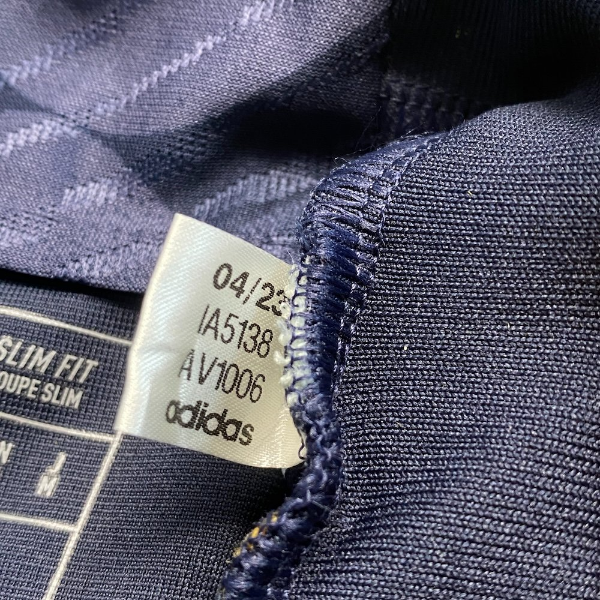 04/23
IA5138
AV1006
adidas
SLIM FIT
COUPE SLIM
N J
M